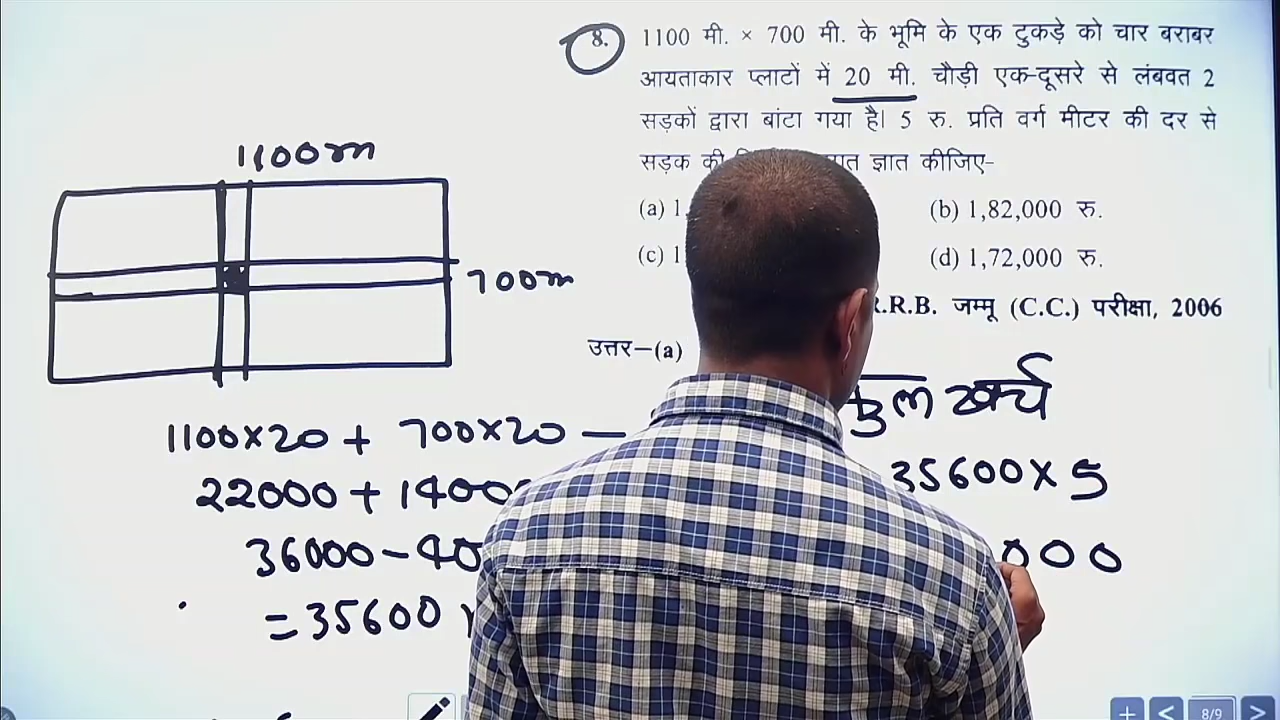 8. 1100 मी. × 700 मी. के भूमि के एक टुकड़े को चार बराबर
आयताकार प्लाटों में 20 मी. चौड़ी एक-दूसरे से लंबवत 2
सड़कों द्वारा बांटा गया है। 5 रु. प्रति वर्ग मीटर की दर से
सड़क की ज्ञात कीजिए-
(a) 1, (b) 1,82,000 रु.
(c) 1 (d) 1,72,000 रु.
R.R.B. जम्मू (C.C.) परीक्षा, 2006
उत्तर–(a)
1100m
700m
1100×20 + 700×20 –
22000 + 14000
36000 – 40
= 35600
कुल खर्च
35600 × 5
000
8/9